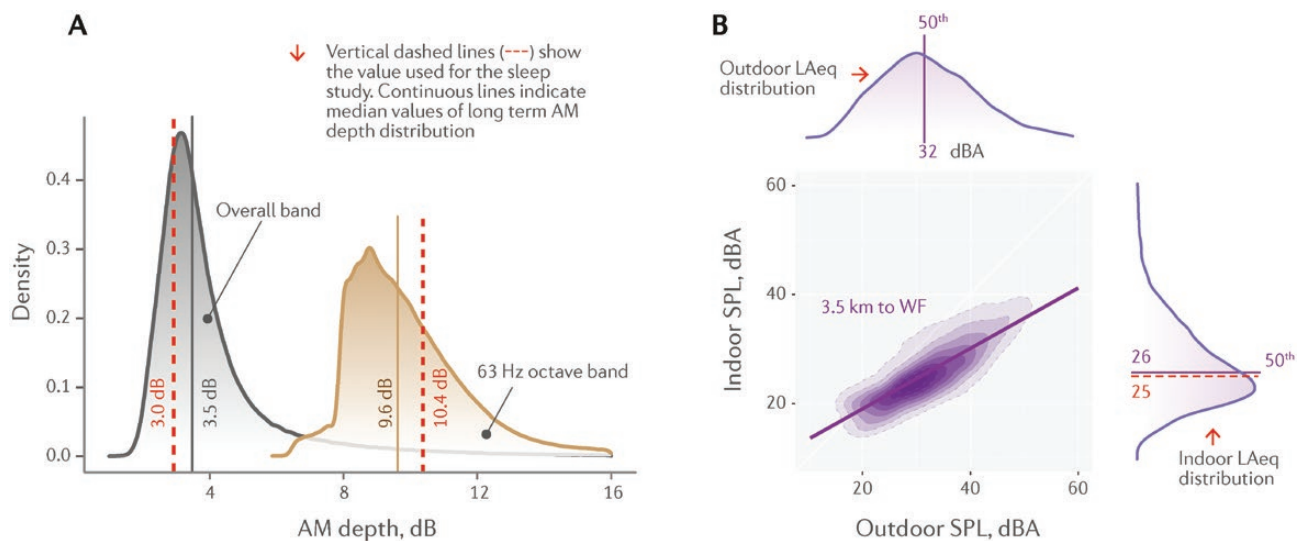 A
Vertical dashed lines (---) show
the value used for the sleep
study. Continuous lines indicate
median values of long term AM
depth distribution
Density
0.4
0.3
0.2
0.1
0.0
Overall band
63 Hz octave band
3.0 dB
3.5 dB
9.6 dB
10.4 dB
4
8
12
16
AM depth, dB
B
50th
Outdoor LAeq
distribution
32 dBA
Indoor SPL, dBA
60
40
20
3.5 km to WF
20
40
60
Outdoor SPL, dBA
26
50th
25
Indoor LAeq
distribution